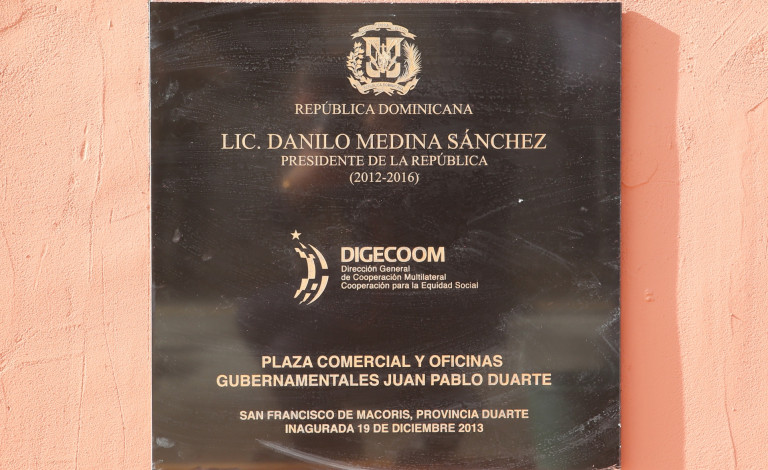 REPÚBLICA DOMINICANA
LIC. DANILO MEDINA SÁNCHEZ
PRESIDENTE DE LA REPÚBLICA
(2012-2016)
DIGECOOM
Dirección General
de Cooperación Multilateral
Cooperación para la Equidad Social
PLAZA COMERCIAL Y OFICINAS
GUBERNAMENTALES JUAN PABLO DUARTE
SAN FRANCISCO DE MACORIS, PROVINCIA DUARTE
INAGURADA 19 DE DICIEMBRE 2013